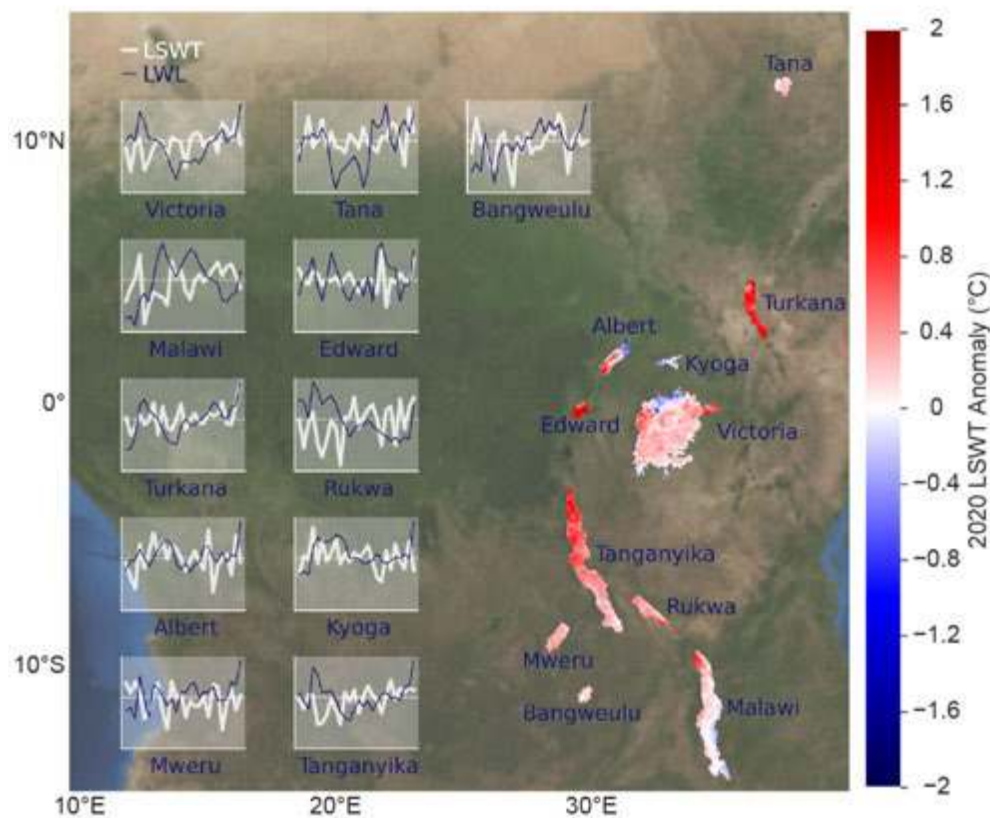 LSWT
LWL
Victoria
Tana
Bangweulu
Malawi
Edward
Turkana
Rukwa
Albert
Kyoga
Mweru
Tanganyika
Tana
Turkana
Albert
Kyoga
Edward
Victoria
Tanganyika
Rukwa
Mweru
Bangweulu
Malawi
10°N
0°
10°S
10°E
20°E
30°E
2
1.6
1.2
0.8
0.4
0
−0.4
−0.8
−1.2
−1.6
−2
2020 LSWT Anomaly (°C)